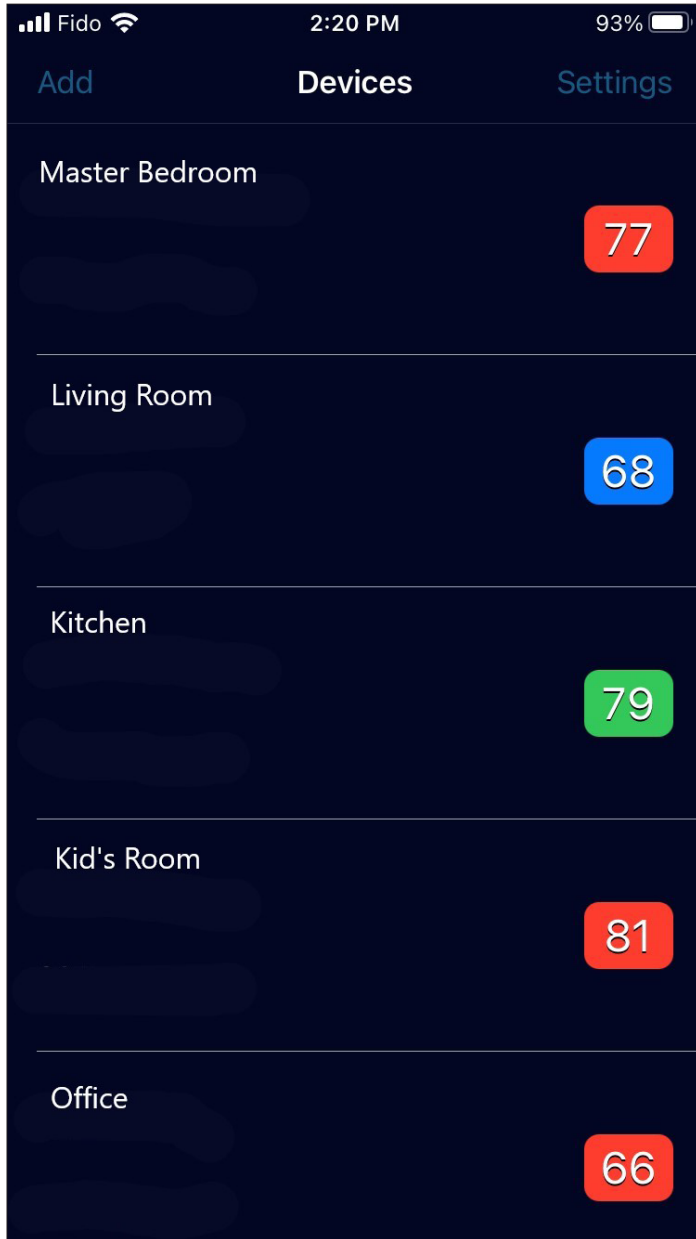 Fido 2:20 PM 93%
Add Devices Settings
Master Bedroom
77
Living Room
68
Kitchen
79
Kid's Room
81
Office
66